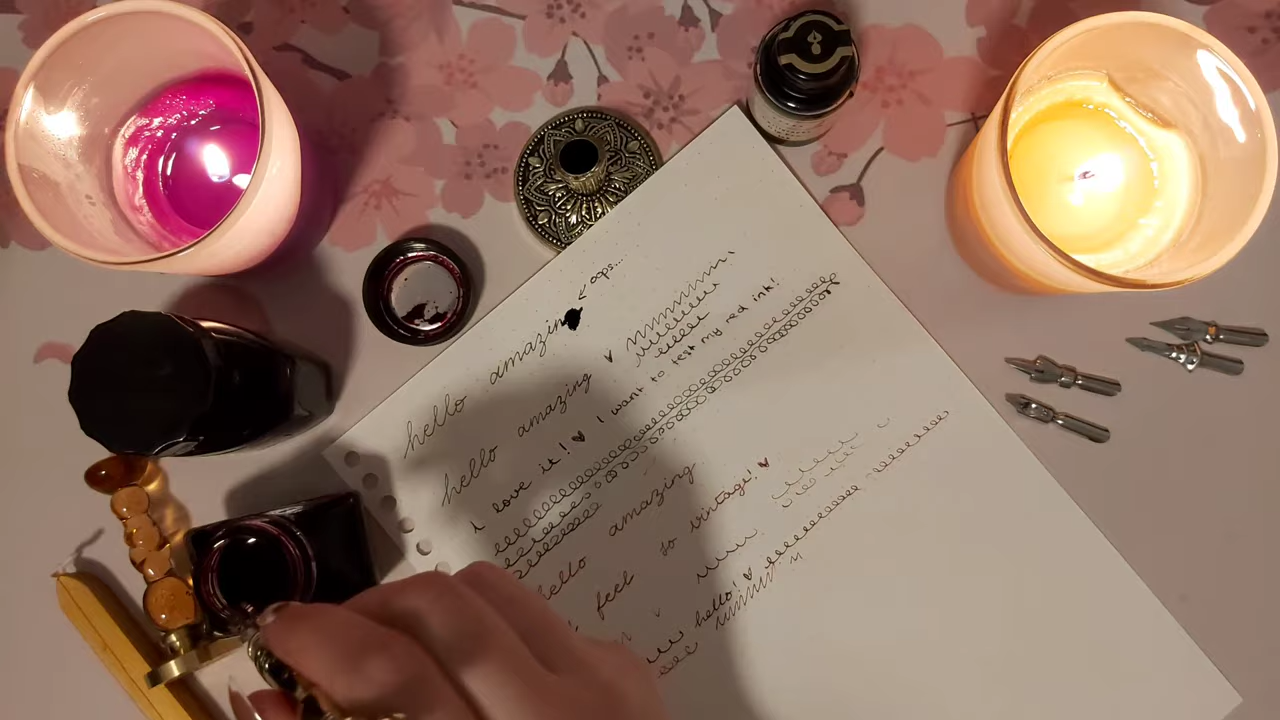 oops...
hello amazing
hello amazing
i love it! I want to test my red ink!
hello amazing
feel so vintage!
hello!